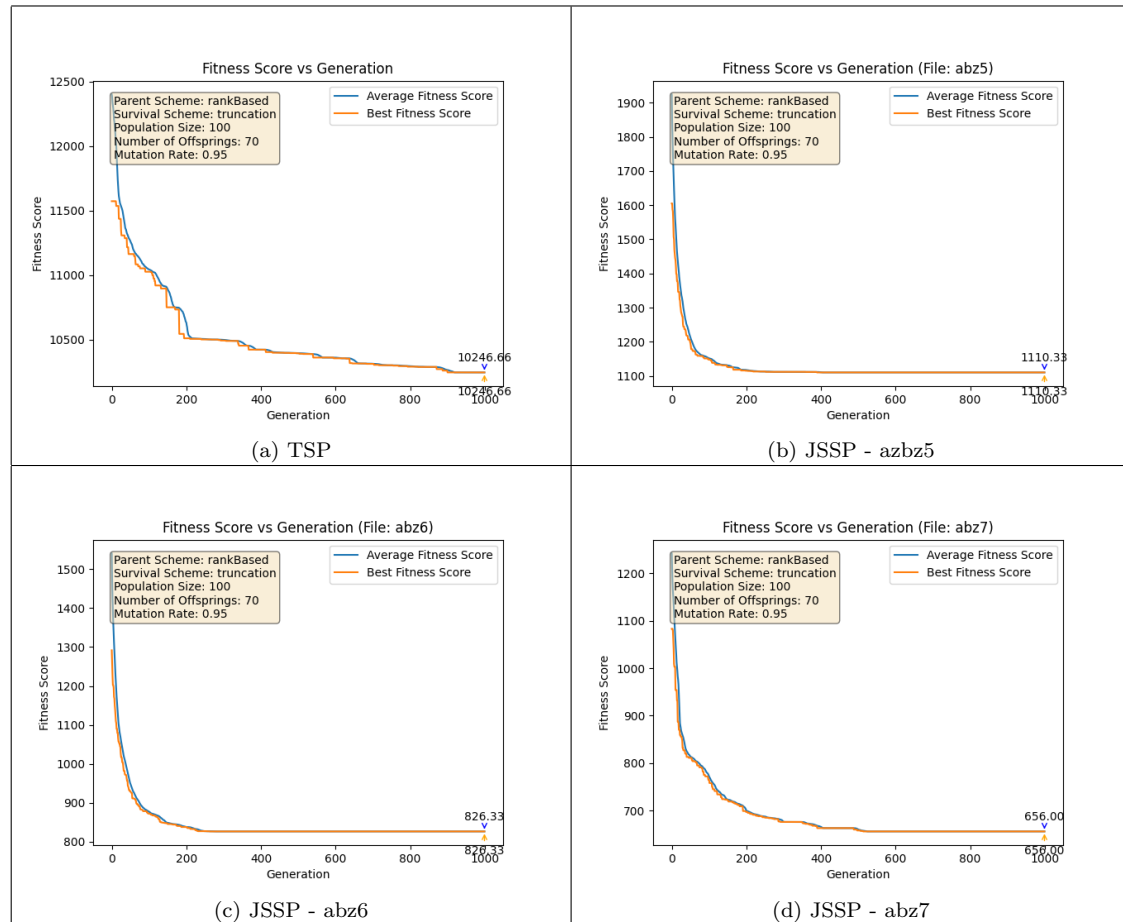 Fitness Score vs Generation
12500
12000
11500
11000
10500
Fitness Score
Parent Scheme: rankBased
Survival Scheme: truncation
Population Size: 100
Number of Offsprings: 70
Mutation Rate: 0.95
Average Fitness Score
Best Fitness Score
10246.66
10246.66
0 200 400 600 800 1000
Generation
(a) TSP
Fitness Score vs Generation (File: abz5)
1900
1800
1700
1600
1500
1400
1300
1200
1100
Fitness Score
Parent Scheme: rankBased
Survival Scheme: truncation
Population Size: 100
Number of Offsprings: 70
Mutation Rate: 0.95
Average Fitness Score
Best Fitness Score
1110.33
1110.33
0 200 400 600 800 1000
Generation
(b) JSSP - azbz5
Fitness Score vs Generation (File: abz6)
1500
1400
1300
1200
1100
1000
900
800
Fitness Score
Parent Scheme: rankBased
Survival Scheme: truncation
Population Size: 100
Number of Offsprings: 70
Mutation Rate: 0.95
Average Fitness Score
Best Fitness Score
826.33
826.33
0 200 400 600 800 1000
Generation
(c) JSSP - abz6
Fitness Score vs Generation (File: abz7)
1200
1100
1000
900
800
700
Fitness Score
Parent Scheme: rankBased
Survival Scheme: truncation
Population Size: 100
Number of Offsprings: 70
Mutation Rate: 0.95
Average Fitness Score
Best Fitness Score
656.00
656.00
0 200 400 600 800 1000
Generation
(d) JSSP - abz7